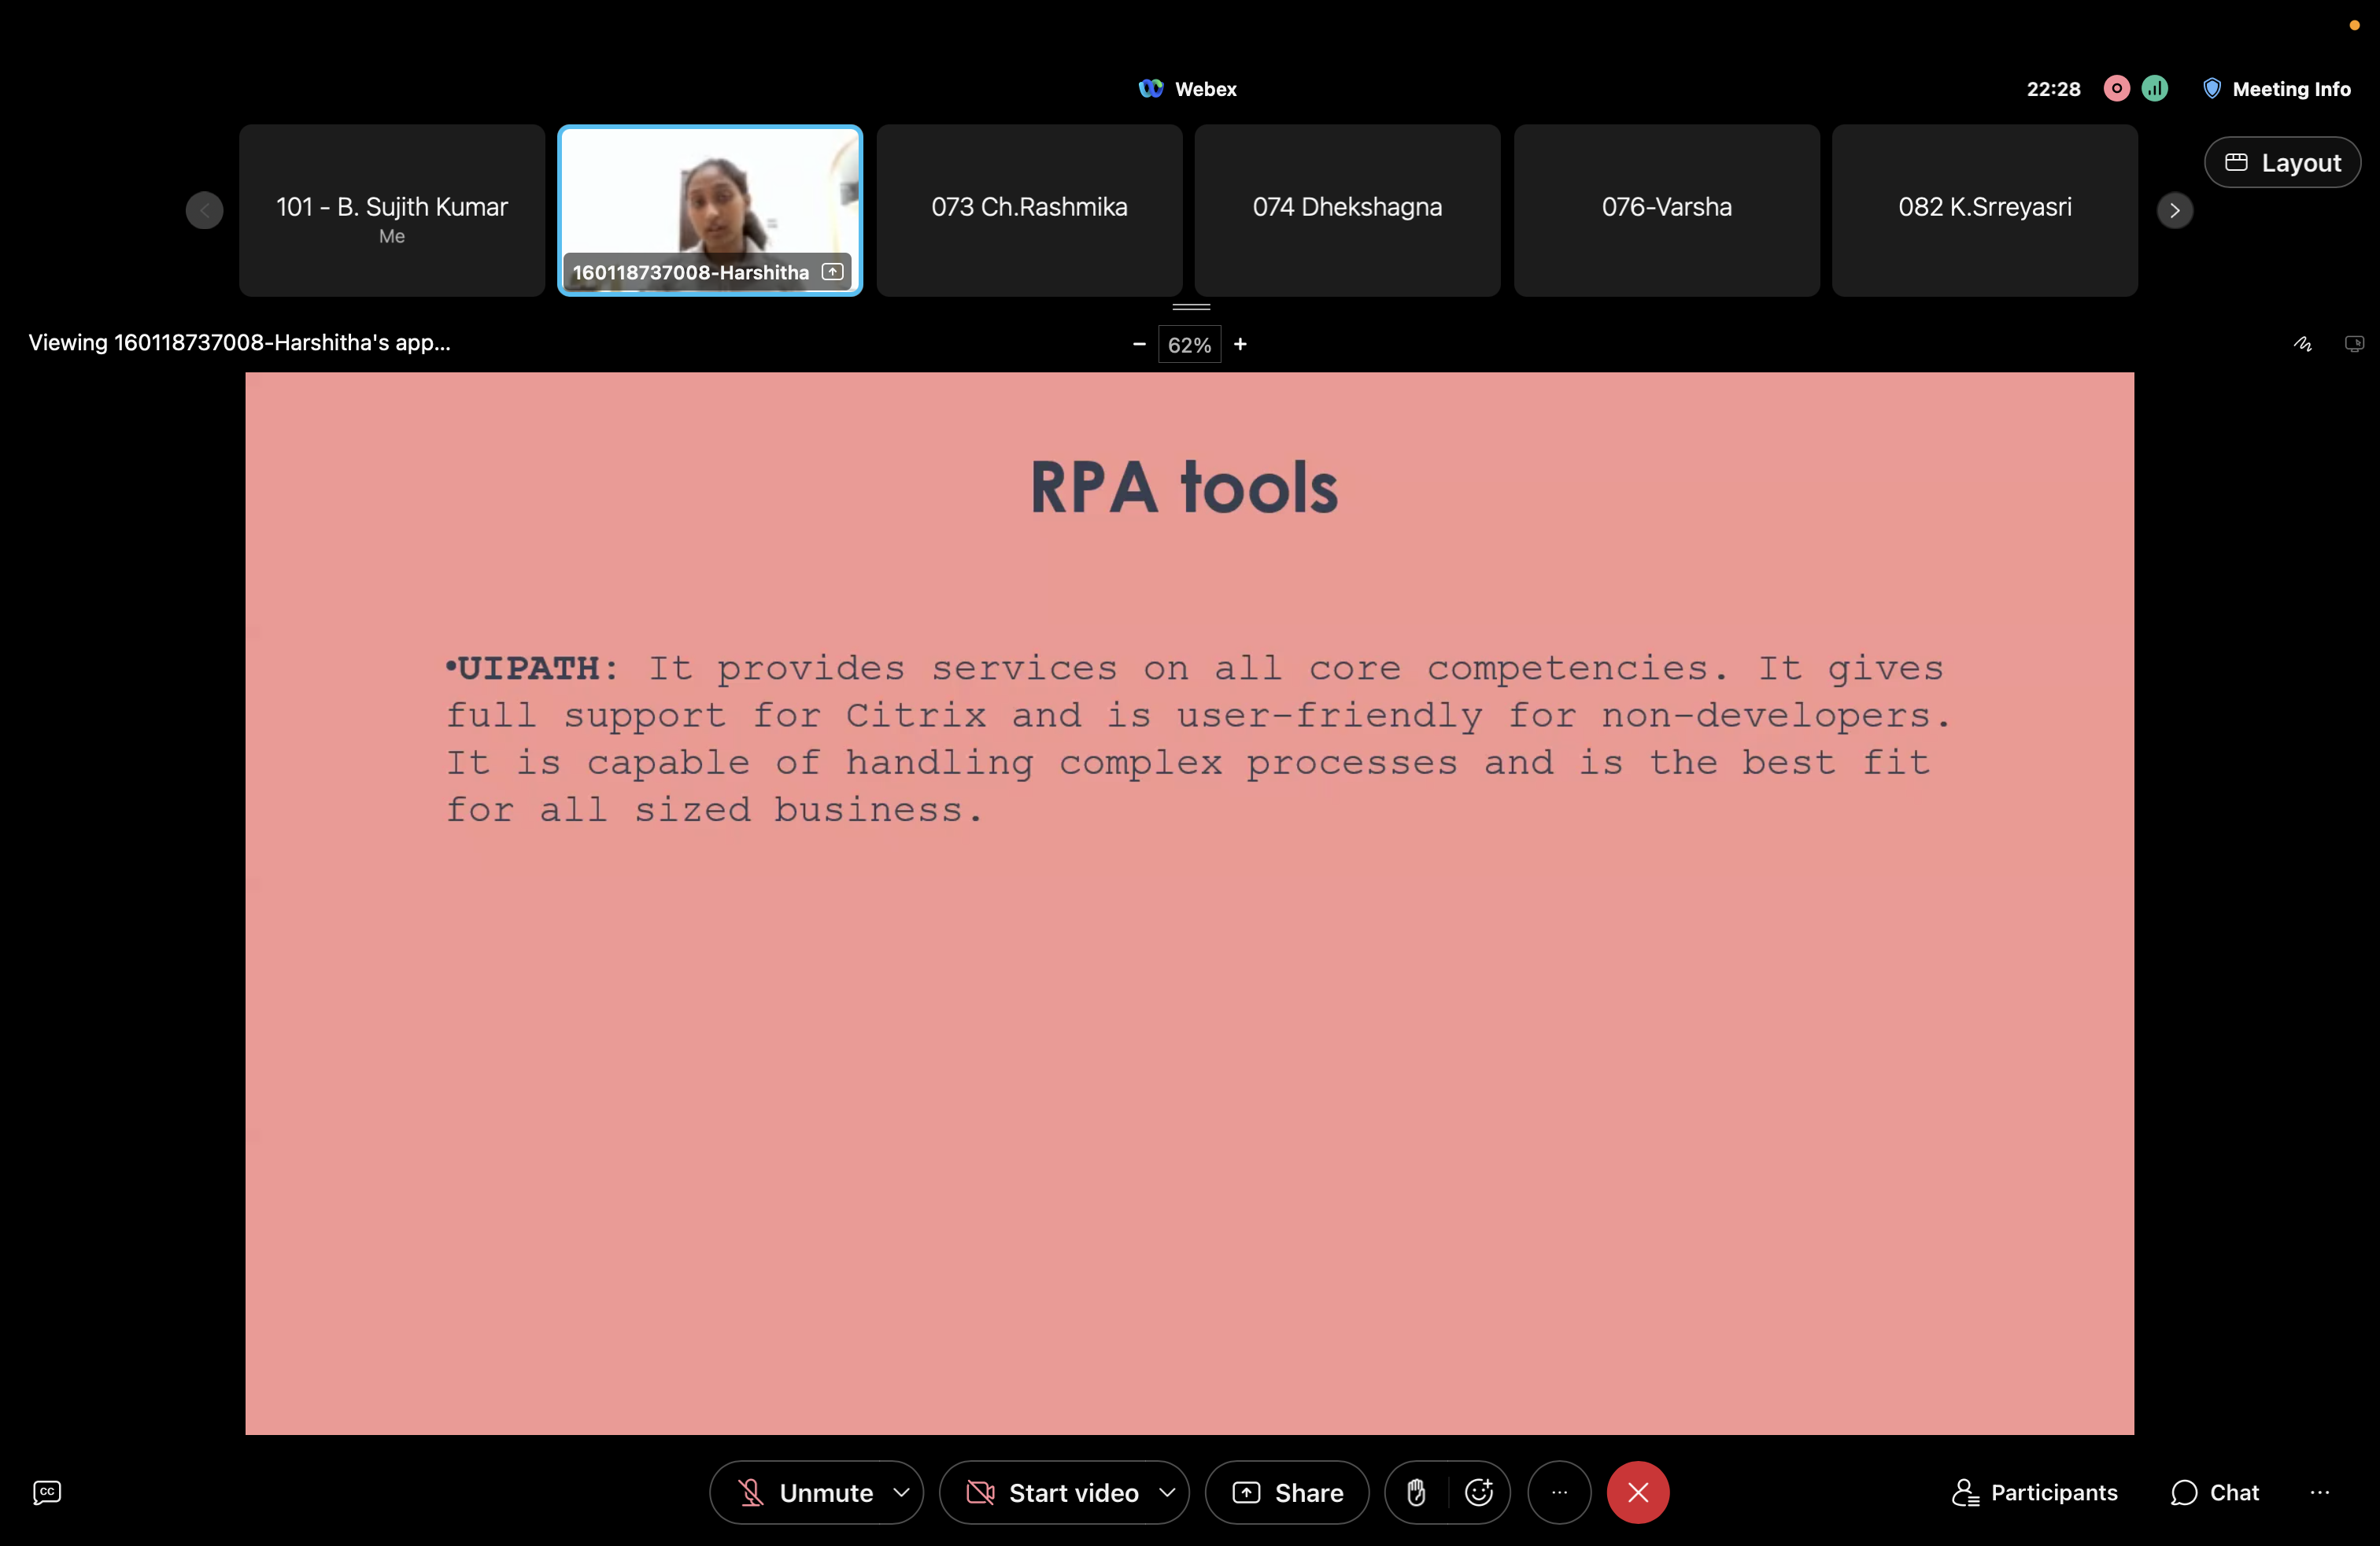 Webex
22:28
Meeting Info
101 - B. Sujith Kumar
Me
160118737008-Harshitha
073 Ch.Rashmika
074 Dhekshagna
076-Varsha
082 K.Srreyasri
Layout
Viewing 160118737008-Harshitha's app...
62%
RPA tools
•UIPATH: It provides services on all core competencies. It gives
full support for Citrix and is user-friendly for non-developers.
It is capable of handling complex processes and is the best fit
for all sized business.
CC
Unmute
Start video
Share
Participants
Chat